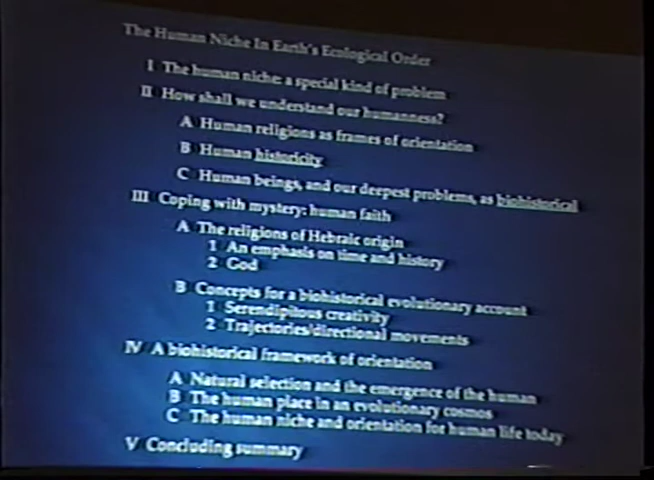 The Human Niche In Earth's Ecological Order
I The human niche: a special kind of problem
II How shall we understand our humanness?
A Human religions as frames of orientation
B Human historicity
C Human beings, and our deepest problems, as biohistorical
III Coping with mystery: human faith
A The religions of Hebraic origin
1 An emphasis on time and history
2 God
B Concepts for a biohistorical evolutionary account
1 Serendipitous creativity
2 Trajectories/directional movements
IV A biohistorical framework of orientation
A Natural selection and the emergence of the human
B The human place in an evolutionary cosmos
C The human niche and orientation for human life today
V Concluding summary